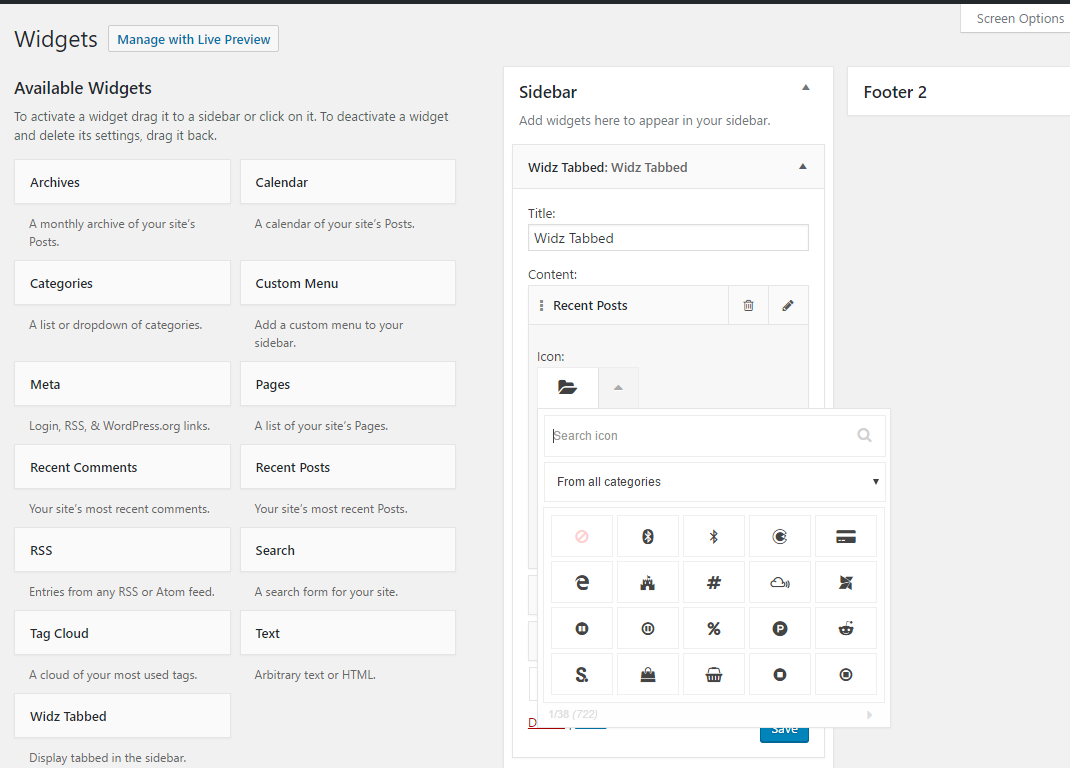 Screen Options
Widgets
Manage with Live Preview
Available Widgets
To activate a widget drag it to a sidebar or click on it. To deactivate a widget
and delete its settings, drag it back.
Archives
Calendar
A monthly archive of your site's
Posts.
A calendar of your site's Posts.
Categories
Custom Menu
A list or dropdown of categories.
Add a custom menu to your
sidebar.
Meta
Pages
Login, RSS, & WordPress.org links.
A list of your site's Pages.
Recent Comments
Recent Posts
Your site's most recent comments.
Your site's most recent Posts.
RSS
Search
Entries from any RSS or Atom feed.
A search form for your site.
Tag Cloud
Text
A cloud of your most used tags.
Arbitrary text or HTML.
Widz Tabbed
Display tabbed in the sidebar.
Sidebar
Add widgets here to appear in your sidebar.
Widz Tabbed: Widz Tabbed
Title:
Widz Tabbed
Content:
Recent Posts
Icon:
Search icon
From all categories
1/38 (722)
Save
Footer 2